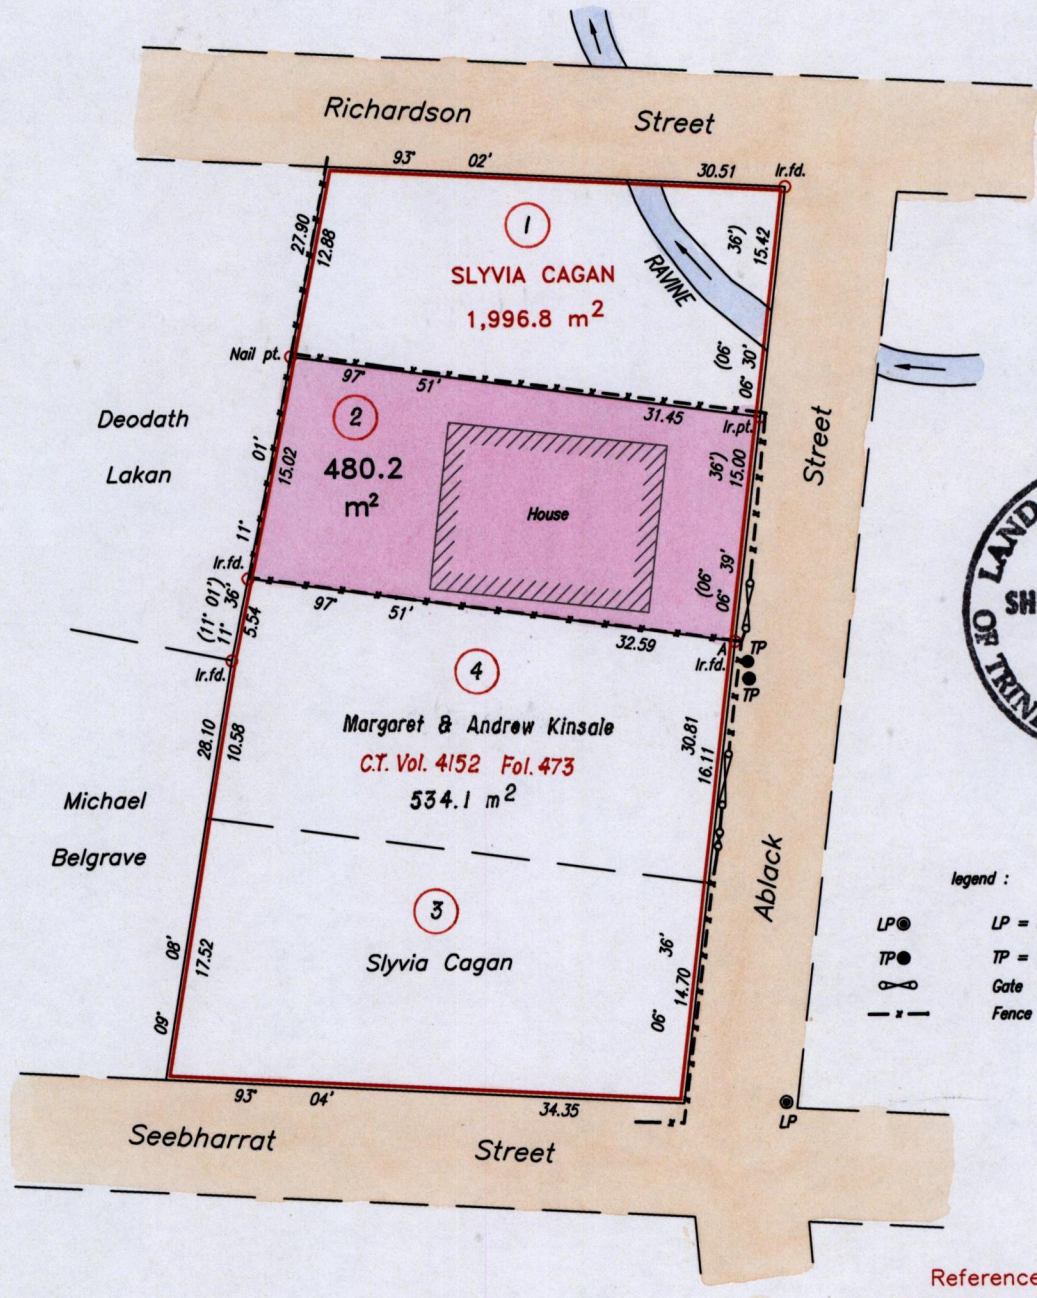 Richardson Street
93° 02' 30.51 Ir.fd.
27.90
12.88
1
SLYVIA CAGAN
1,996.8 m²
RAVINE
36')
15.42
(06°
06° 30'
Nail pt.
97° 51' 31.45
Ir.pt.
Deodath
Lakan
2
480.2
m²
House
01'
15.02
11°
36')
15.00
(06°
06° 39'
Street
Ir.fd.
(11° 01')
11° 36'
5.54
97° 51' 32.59
A
Ir.fd.
TP
TP
Ir.fd.
4
Margaret & Andrew Kinsale
C.T. Vol. 4152 Fol. 473
534.1 m²
28.10
10.58
30.81
16.11
Michael
Belgrave
Ablack
3
Slyvia Cagan
08'
17.52
09°
36'
14.70
06°
93° 04' 34.35
LP
Seebharrat Street
LAND
SH
OF TRIN
legend :
LP LP =
TP TP =
Gate
Fence
Reference